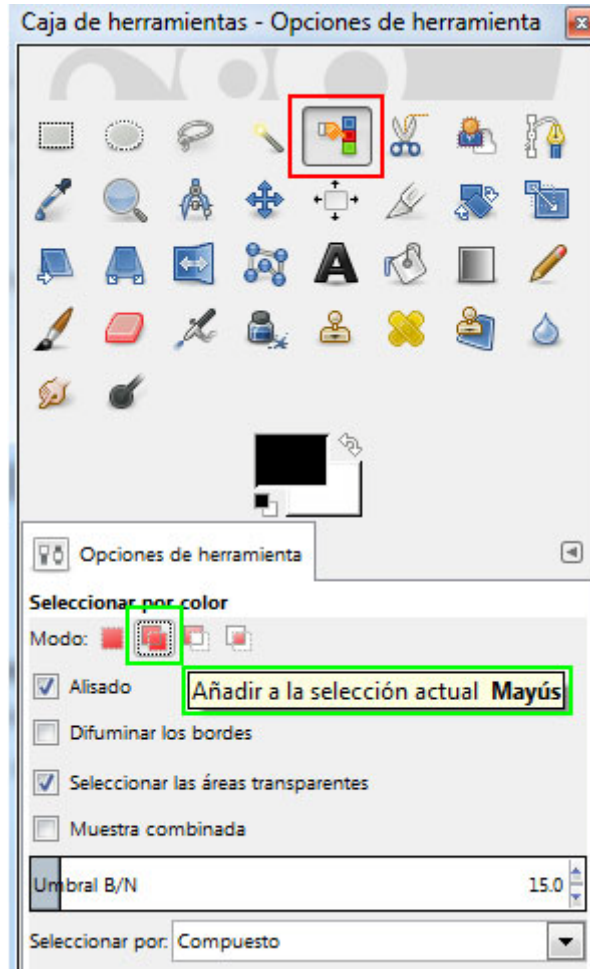 Caja de herramientas - Opciones de herramienta
Opciones de herramienta
Seleccionar por color
Modo:
Alisado
Añadir a la selección actual Mayús
Difuminar los bordes
Seleccionar las áreas transparentes
Muestra combinada
Umbral B/N 15.0
Seleccionar por: Compuesto